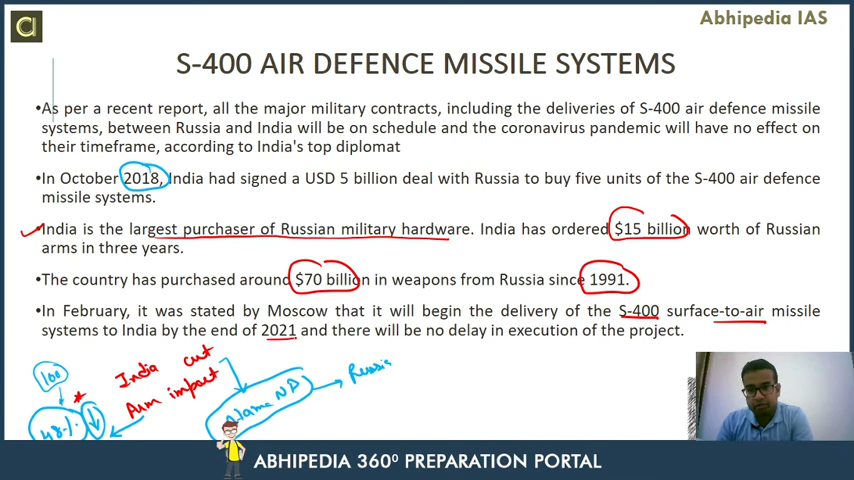 Abhipedia IAS
S-400 AIR DEFENCE MISSILE SYSTEMS
•As per a recent report, all the major military contracts, including the deliveries of S-400 air defence missile
systems, between Russia and India will be on schedule and the coronavirus pandemic will have no effect on
their timeframe, according to India's top diplomat
•In October 2018, India had signed a USD 5 billion deal with Russia to buy five units of the S-400 air defence
missile systems.
•India is the largest purchaser of Russian military hardware. India has ordered $15 billion worth of Russian
arms in three years.
•The country has purchased around $70 billion in weapons from Russia since 1991.
•In February, it was stated by Moscow that it will begin the delivery of the S-400 surface-to-air missile
systems to India by the end of 2021 and there will be no delay in execution of the project.
100
India cut
Arm impact
Russia
48%
ABHIPEDIA 360⁰ PREPARATION PORTAL